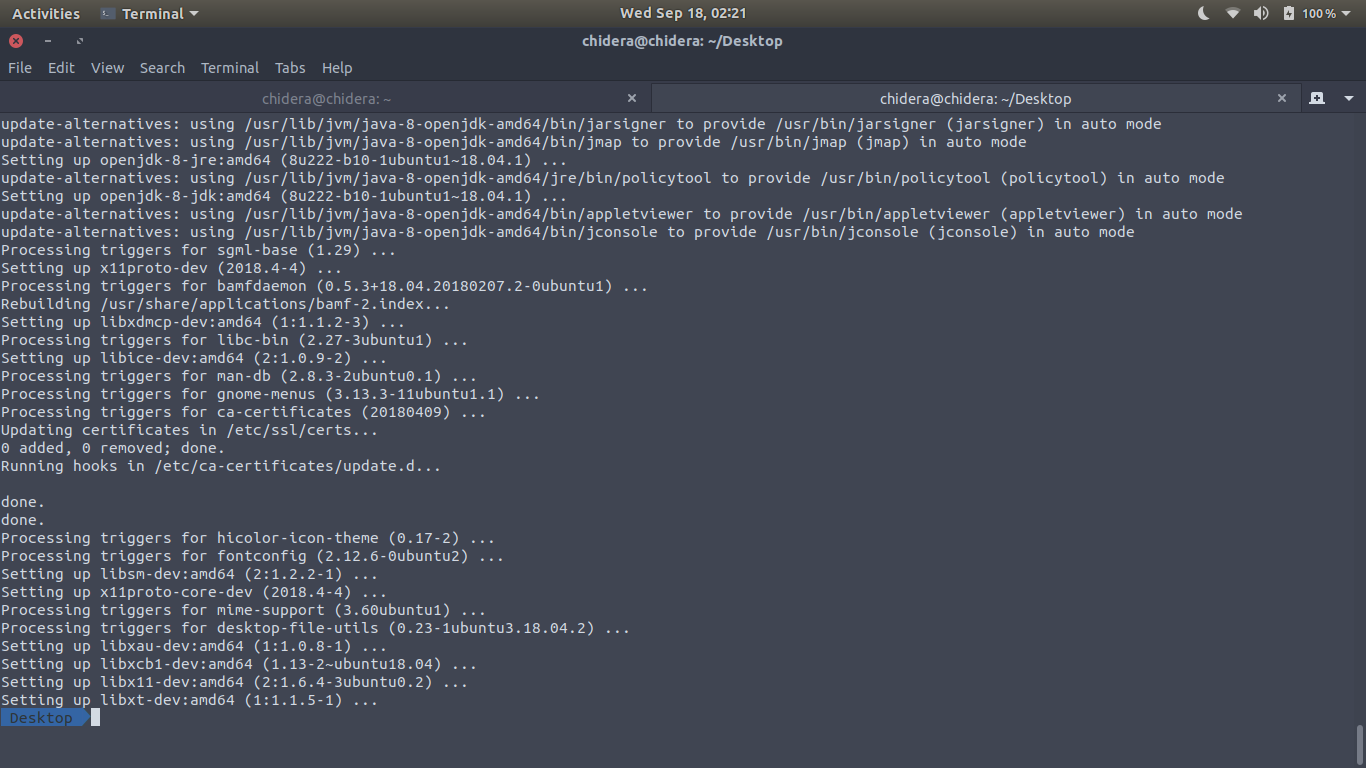 Activities Terminal Wed Sep 18, 02:21 100 %
chidera@chidera: ~/Desktop
File Edit View Search Terminal Tabs Help
chidera@chidera: ~ chidera@chidera: ~/Desktop
update-alternatives: using /usr/lib/jvm/java-8-openjdk-amd64/bin/jarsigner to provide /usr/bin/jarsigner (jarsigner) in auto mode
update-alternatives: using /usr/lib/jvm/java-8-openjdk-amd64/bin/jmap to provide /usr/bin/jmap (jmap) in auto mode
Setting up openjdk-8-jre:amd64 (8u222-b10-1ubuntu1~18.04.1) ...
update-alternatives: using /usr/lib/jvm/java-8-openjdk-amd64/jre/bin/policytool to provide /usr/bin/policytool (policytool) in auto mode
Setting up openjdk-8-jdk:amd64 (8u222-b10-1ubuntu1~18.04.1) ...
update-alternatives: using /usr/lib/jvm/java-8-openjdk-amd64/bin/appletviewer to provide /usr/bin/appletviewer (appletviewer) in auto mode
update-alternatives: using /usr/lib/jvm/java-8-openjdk-amd64/bin/jconsole to provide /usr/bin/jconsole (jconsole) in auto mode
Processing triggers for sgml-base (1.29) ...
Setting up x11proto-dev (2018.4-4) ...
Processing triggers for bamfdaemon (0.5.3+18.04.20180207.2-0ubuntu1) ...
Rebuilding /usr/share/applications/bamf-2.index...
Setting up libxdmcp-dev:amd64 (1:1.1.2-3) ...
Processing triggers for libc-bin (2.27-3ubuntu1) ...
Setting up libice-dev:amd64 (2:1.0.9-2) ...
Processing triggers for man-db (2.8.3-2ubuntu0.1) ...
Processing triggers for gnome-menus (3.13.3-11ubuntu1.1) ...
Processing triggers for ca-certificates (20180409) ...
Updating certificates in /etc/ssl/certs...
0 added, 0 removed; done.
Running hooks in /etc/ca-certificates/update.d...
done.
done.
Processing triggers for hicolor-icon-theme (0.17-2) ...
Processing triggers for fontconfig (2.12.6-0ubuntu2) ...
Setting up libsm-dev:amd64 (2:1.2.2-1) ...
Setting up x11proto-core-dev (2018.4-4) ...
Processing triggers for mime-support (3.60ubuntu1) ...
Processing triggers for desktop-file-utils (0.23-1ubuntu3.18.04.2) ...
Setting up libxau-dev:amd64 (1:1.0.8-1) ...
Setting up libxcb1-dev:amd64 (1.13-2~ubuntu18.04) ...
Setting up libx11-dev:amd64 (2:1.6.4-3ubuntu0.2) ...
Setting up libxt-dev:amd64 (1:1.1.5-1) ...
Desktop